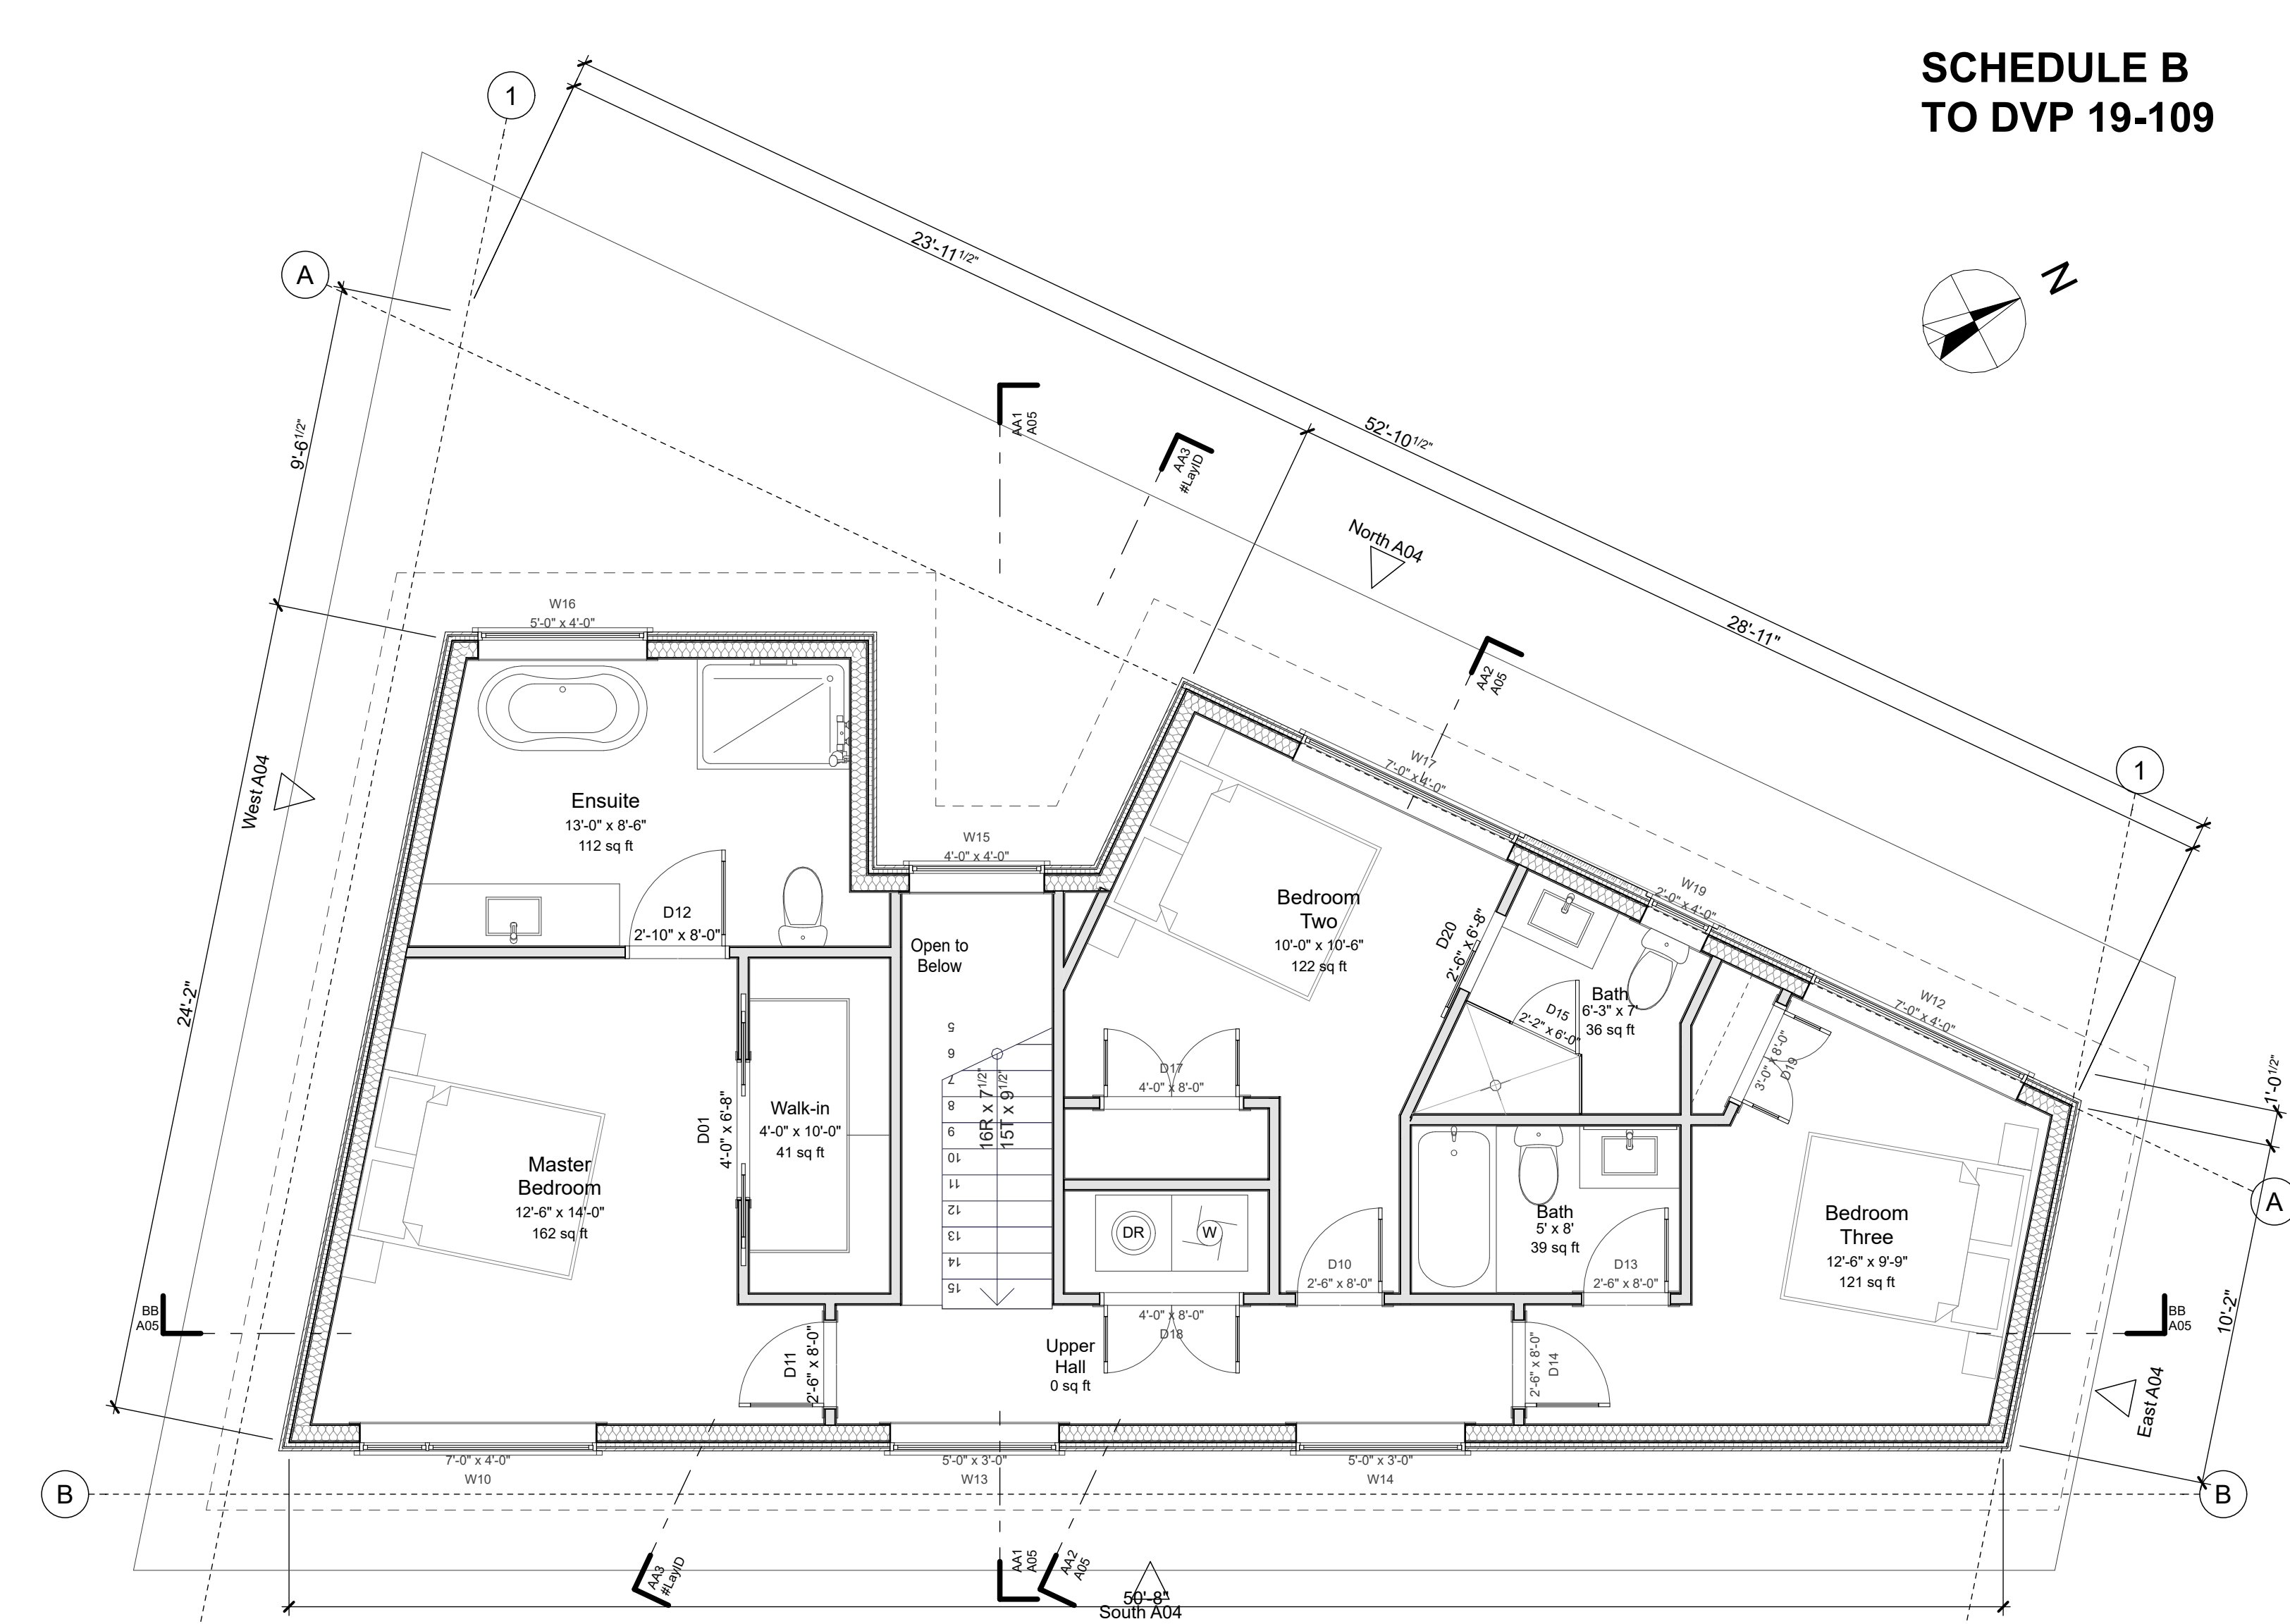 SCHEDULE B
TO DVP 19-109
1
A
N
23'-11 1/2"
52'-10 1/2"
28'-11"
9'-6 1/2"
24'-2"
AA1
A05
AA3
#LayID
North A04
AA2
A05
W16
5'-0" x 4'-0"
W15
4'-0" x 4'-0"
W17
7'-0" x 4'-0"
W19
2'-0" x 4'-0"
W12
7'-0" x 4'-0"
1
West A04
Ensuite
13'-0" x 8'-6"
112 sq ft
D12
2'-10" x 8'-0"
Open to
Below
Bedroom
Two
10'-0" x 10'-6"
122 sq ft
D20
2'-6" x 6'-8"
Bath
6'-3" x 7'
36 sq ft
D15
2'-2" x 6'-0"
3'-0" x 8'-0"
D19
1'-0 1/2"
A
Master
Bedroom
12'-6" x 14'-0"
162 sq ft
D01
4'-0" x 6'-8"
Walk-in
4'-0" x 10'-0"
41 sq ft
5
6
7
8
9
10
11
12
13
14
15
16R x 7 1/2"
15T x 9 1/2"
D17
4'-0" x 8'-0"
DR
W
D10
2'-6" x 8'-0"
Bath
5' x 8'
39 sq ft
D13
2'-6" x 8'-0"
Bedroom
Three
12'-6" x 9'-9"
121 sq ft
10'-2"
BB
A05
BB
A05
D11
2'-6" x 8'-0"
Upper
Hall
0 sq ft
4'-0" x 8'-0"
D18
2'-6" x 8'-0"
D14
East A04
7'-0" x 4'-0"
W10
5'-0" x 3'-0"
W13
5'-0" x 3'-0"
W14
B
B
AA3
#LayID
AA1
A05
AA2
A05
50'-8"
South A04